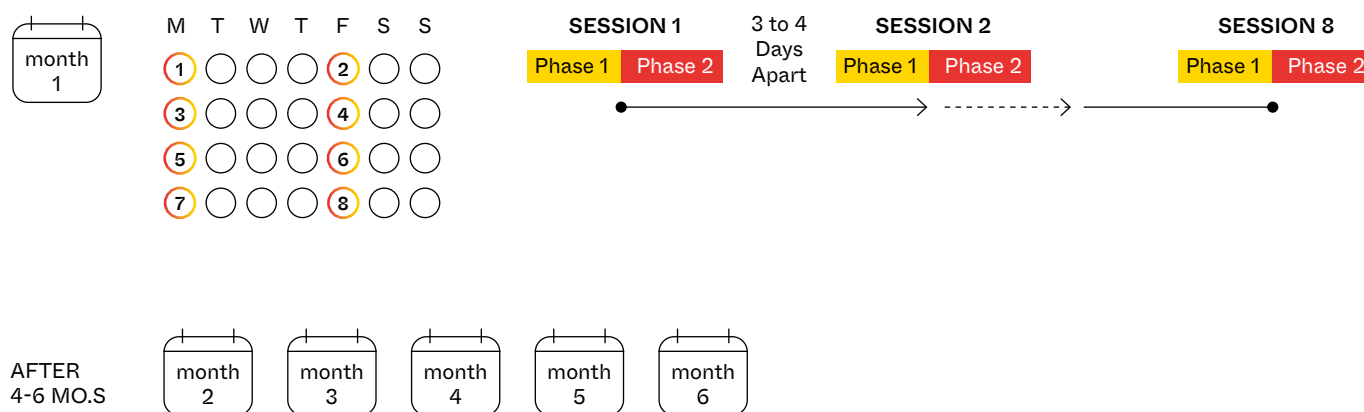 month
1
M T W T F S S
1 2
3 4
5 6
7 8
SESSION 1
Phase 1 Phase 2
3 to 4
Days
Apart
SESSION 2
Phase 1 Phase 2
SESSION 8
Phase 1 Phase 2
AFTER
4-6 MO.S
month
2
month
3
month
4
month
5
month
6